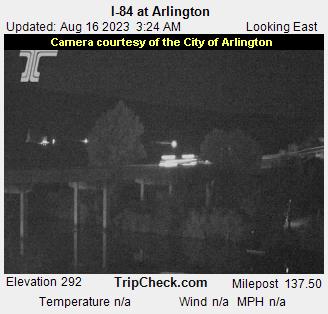 I-84 at Arlington
Updated: Aug 16 2023 3:24 AM Looking East
Camera courtesy of the City of Arlington
Elevation 292 TripCheck.com Milepost 137.50
Temperature n/a Wind n/a MPH n/a